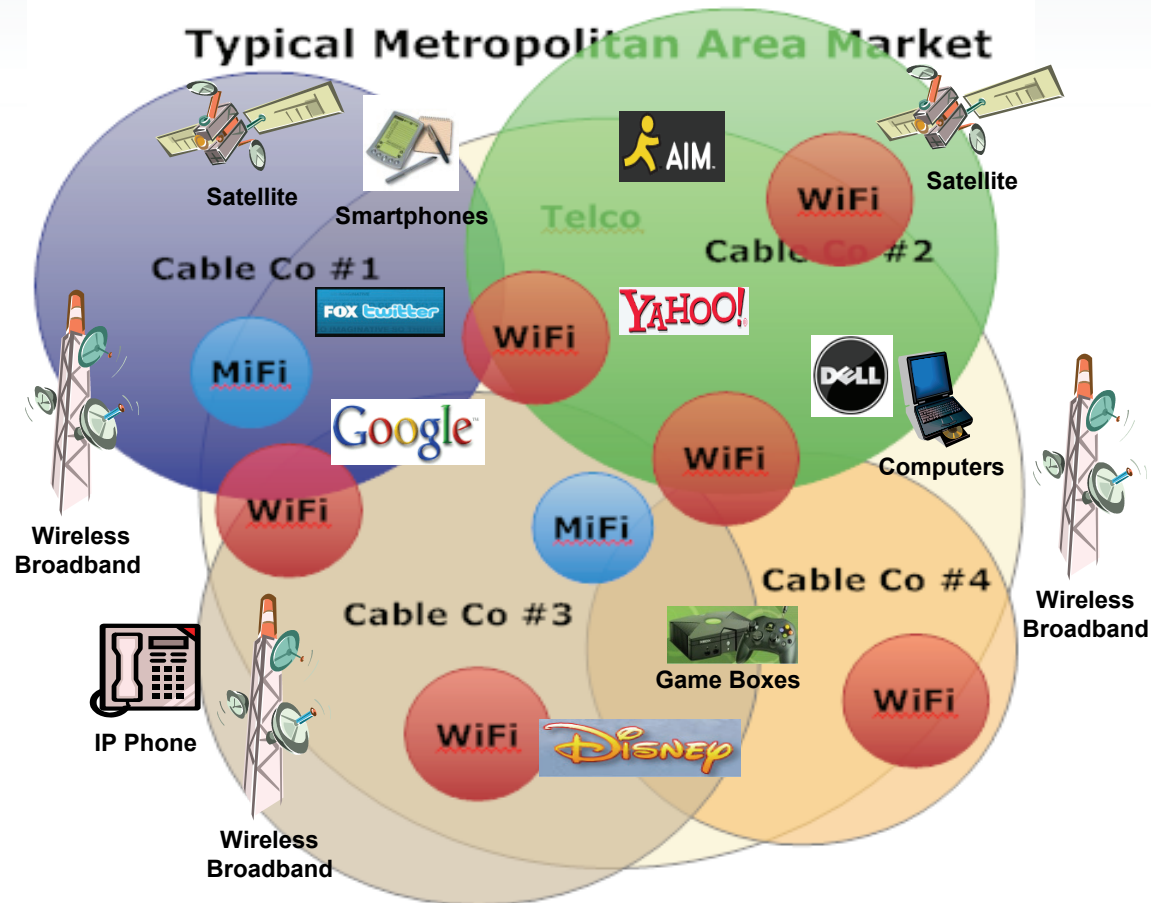 Typical Metropolitan Area Market
Satellite
Smartphones
AIM.
WiFi
Satellite
Telco
Cable Co #1
Cable Co #2
FOX twitter
WiFi
YAHOO!
MiFi
DELL
Google™
WiFi
Computers
WiFi
MiFi
Wireless
Broadband
Cable Co #4
Cable Co #3
Wireless
Broadband
Game Boxes
WiFi
WiFi
IP Phone
DISNEY
Wireless
Broadband